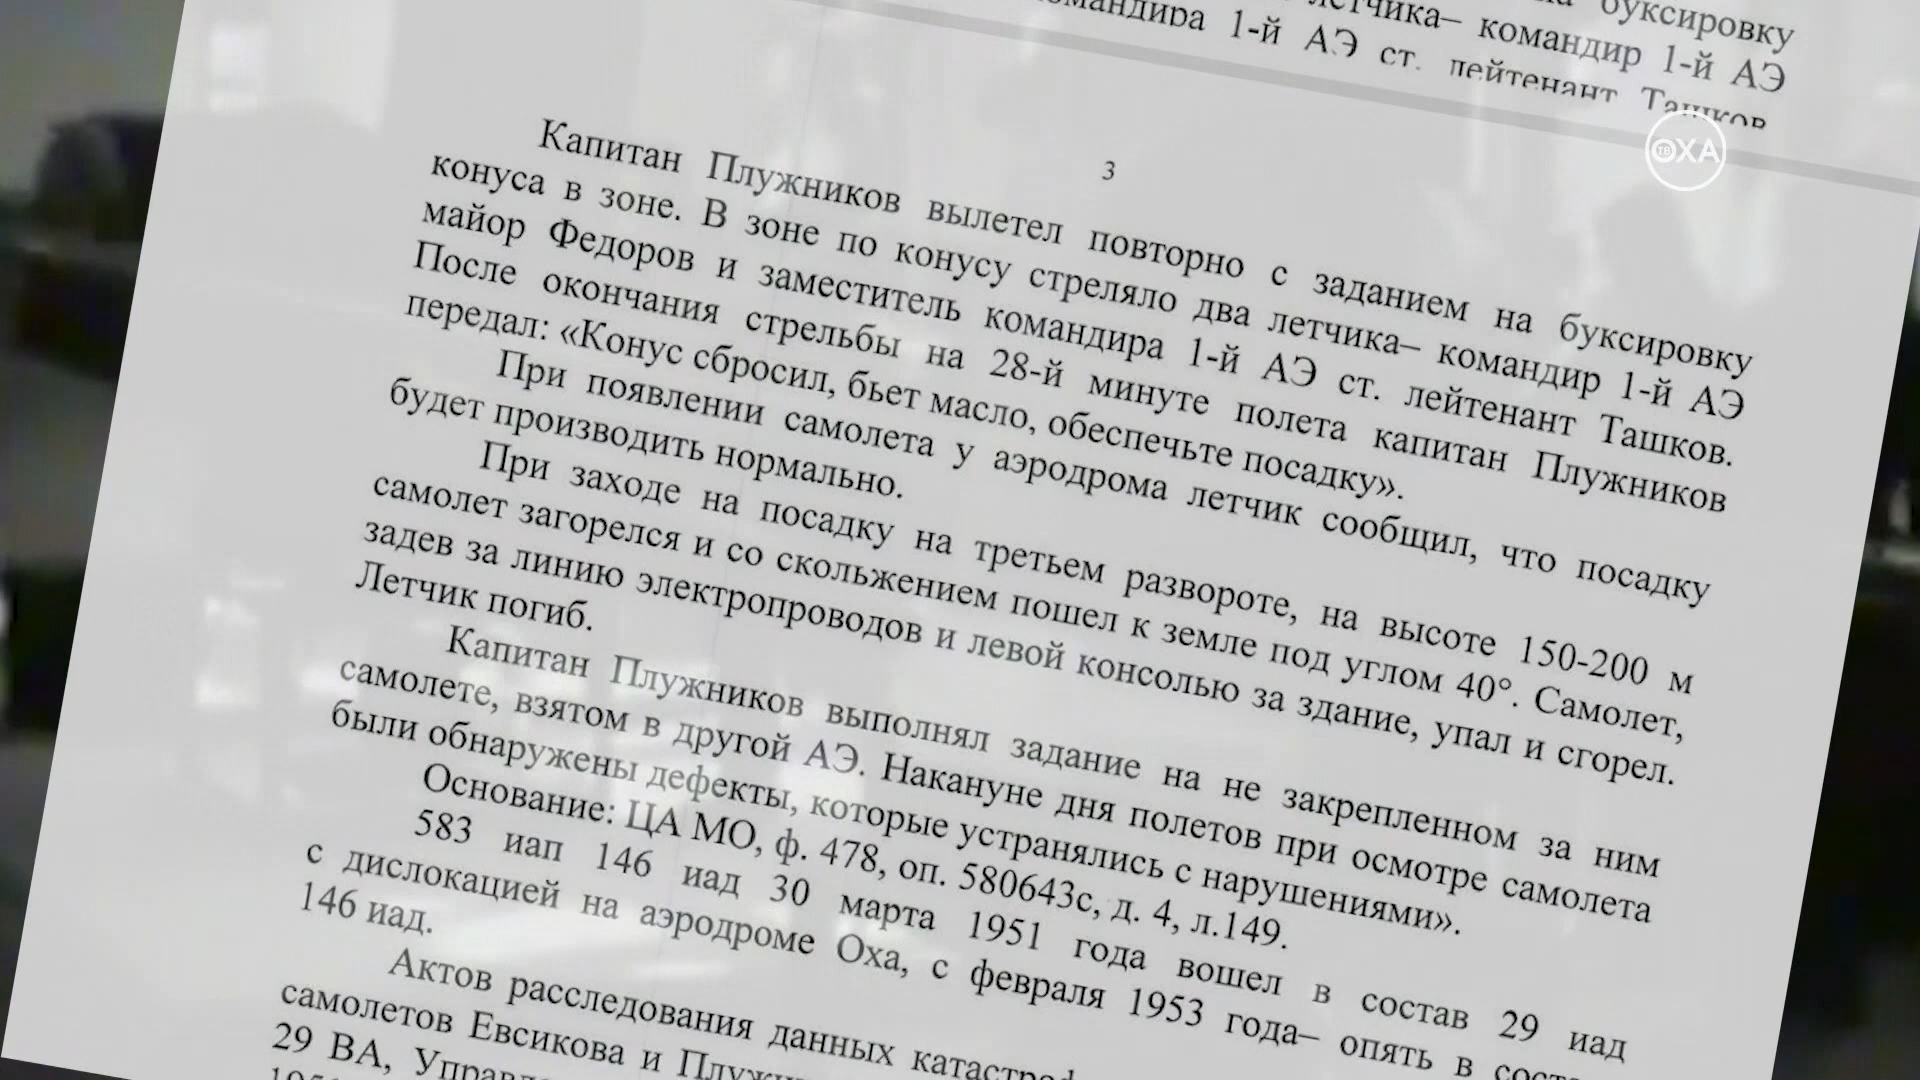 буксировку
летчика– командир 1-й АЭ
командира 1-й АЭ ст. лейтенант Ташков
ТВ ОХА
3
Капитан Плужников вылетел повторно с заданием на буксировку
конуса в зоне. В зоне по конусу стреляло два летчика– командир 1-й АЭ
майор Федоров и заместитель командира 1-й АЭ ст. лейтенант Ташков.
После окончания стрельбы на 28-й минуте полета капитан Плужников
передал: «Конус сбросил, бьет масло, обеспечьте посадку».
При появлении самолета у аэродрома летчик сообщил, что посадку
будет производить нормально.
При заходе на посадку на третьем развороте, на высоте 150-200 м
самолет загорелся и со скольжением пошел к земле под углом 40°. Самолет,
задев за линию электропроводов и левой консолью за здание, упал и сгорел.
Летчик погиб.
Капитан Плужников выполнял задание на не закрепленном за ним
самолете, взятом в другой АЭ. Накануне дня полетов при осмотре самолета
были обнаружены дефекты, которые устранялись с нарушениями».
Основание: ЦА МО, ф. 478, оп. 580643с, д. 4, л.149.
583 иап 146 иад 30 марта 1951 года вошел в состав 29 иад
с дислокацией на аэродроме Оха, с февраля 1953 года– опять в
146 иад.
Актов расследования данных
самолетов Евсикова и
29 ВА,